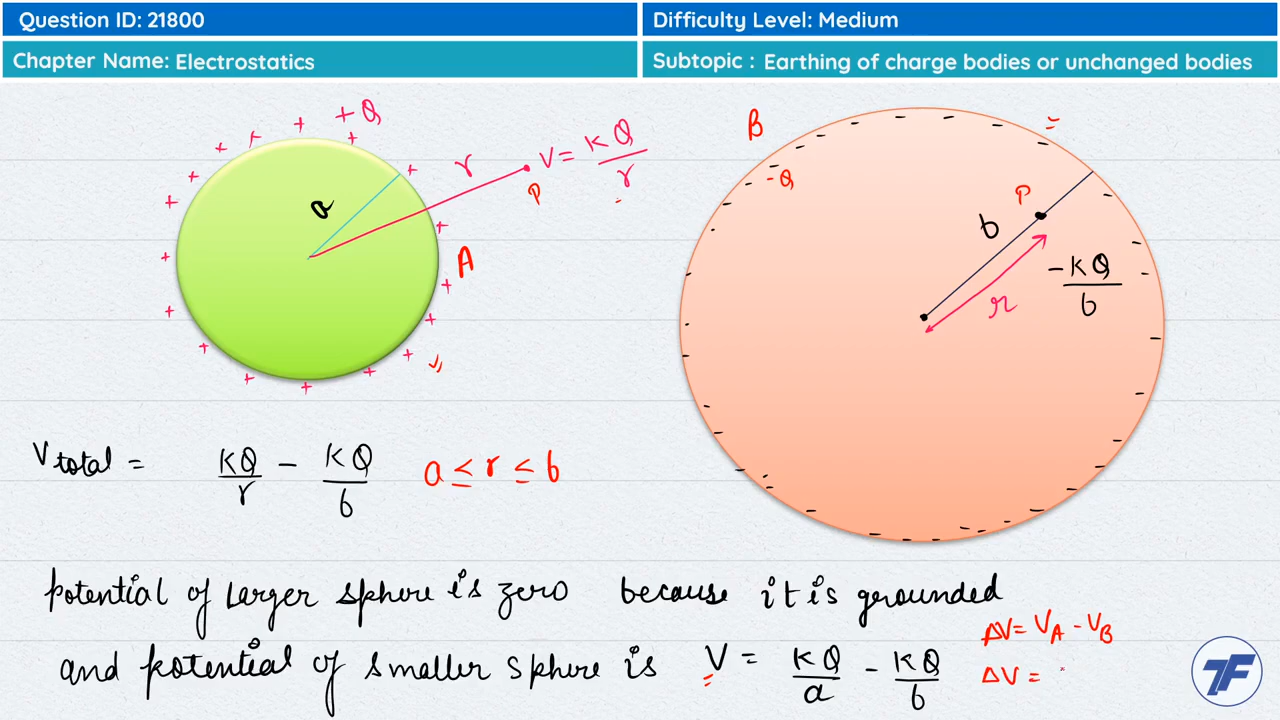 Question ID: 21800
Difficulty Level: Medium
Chapter Name: Electrostatics
Subtopic : Earthing of charge bodies or unchanged bodies
+Q
a
r
V = KQ/r
P
A
B
-Q
P
b
r
-KQ/b
V total = KQ/r - KQ/b a ≤ r ≤ b
potential of larger sphere is zero because it is grounded
ΔV = VA - VB
and potential of smaller sphere is V = KQ/a - KQ/b
ΔV =
TF